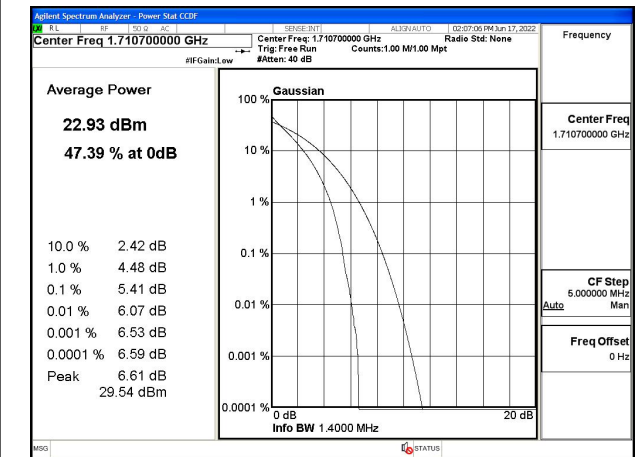 Agilent Spectrum Analyzer - Power Stat CCDF
RL RF 50 Ω AC SENSE:INT ALIGN AUTO 02:07:06 PM Jun 17, 2022
Center Freq 1.710700000 GHz
Center Freq: 1.710700000 GHz Radio Std: None
Trig: Free Run Counts:1.00 M/1.00 Mpt
#IFGain:Low #Atten: 40 dB
Frequency
Average Power
22.93 dBm
47.39 % at 0dB
10.0 % 2.42 dB
1.0 % 4.48 dB
0.1 % 5.41 dB
0.01 % 6.07 dB
0.001 % 6.53 dB
0.0001 % 6.59 dB
Peak 6.61 dB
29.54 dBm
Gaussian
100 %
10 %
1 %
0.1 %
0.01 %
0.001 %
0.0001 %
0 dB 20 dB
Info BW 1.4000 MHz
Center Freq
1.710700000 GHz
CF Step
5.000000 MHz
Auto Man
Freq Offset
0 Hz
MSG STATUS